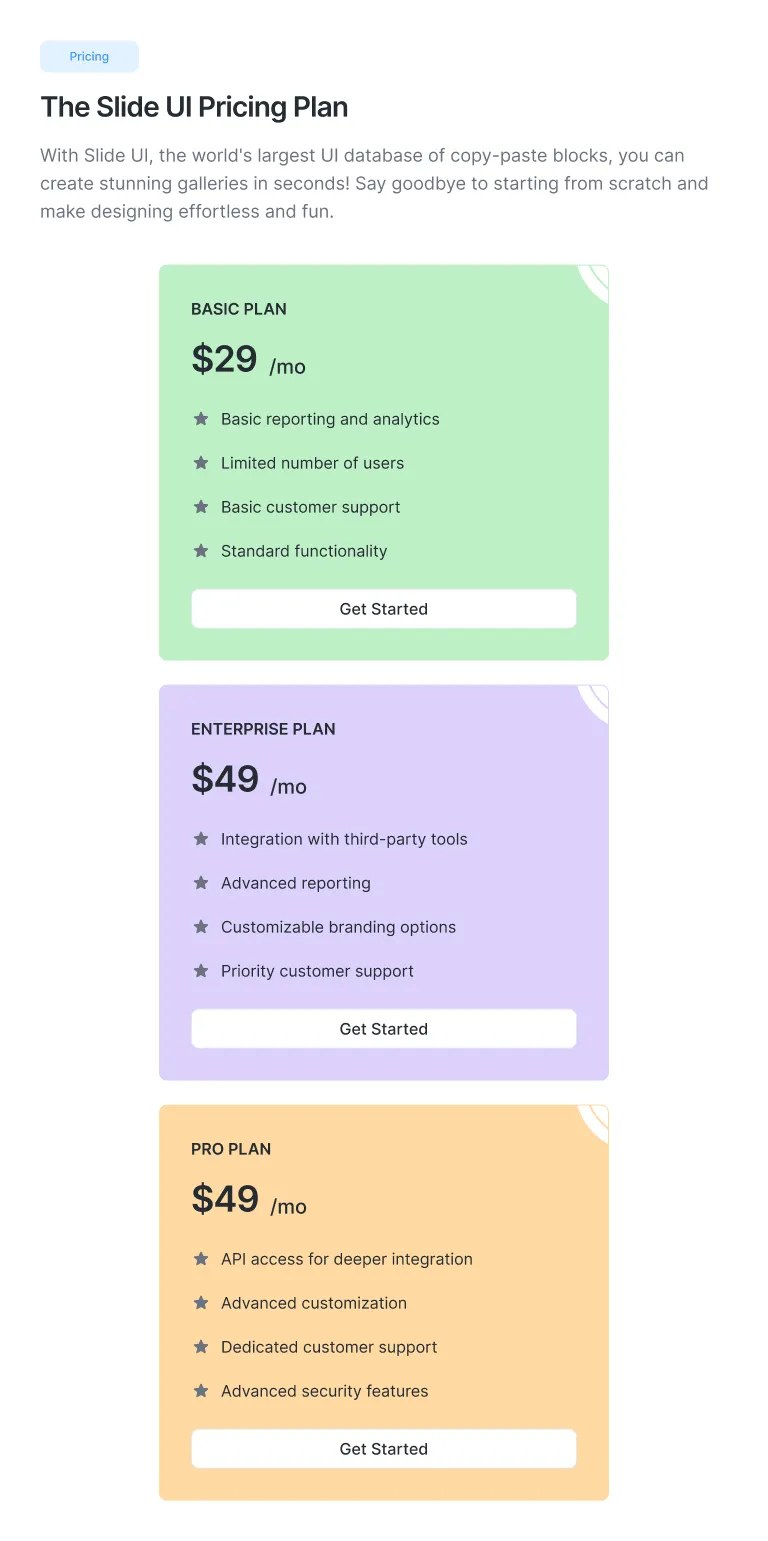 Pricing
The Slide UI Pricing Plan
With Slide UI, the world's largest UI database of copy-paste blocks, you can
create stunning galleries in seconds! Say goodbye to starting from scratch and
make designing effortless and fun.
BASIC PLAN
$29 /mo
Basic reporting and analytics
Limited number of users
Basic customer support
Standard functionality
Get Started
ENTERPRISE PLAN
$49 /mo
Integration with third-party tools
Advanced reporting
Customizable branding options
Priority customer support
Get Started
PRO PLAN
$49 /mo
API access for deeper integration
Advanced customization
Dedicated customer support
Advanced security features
Get Started